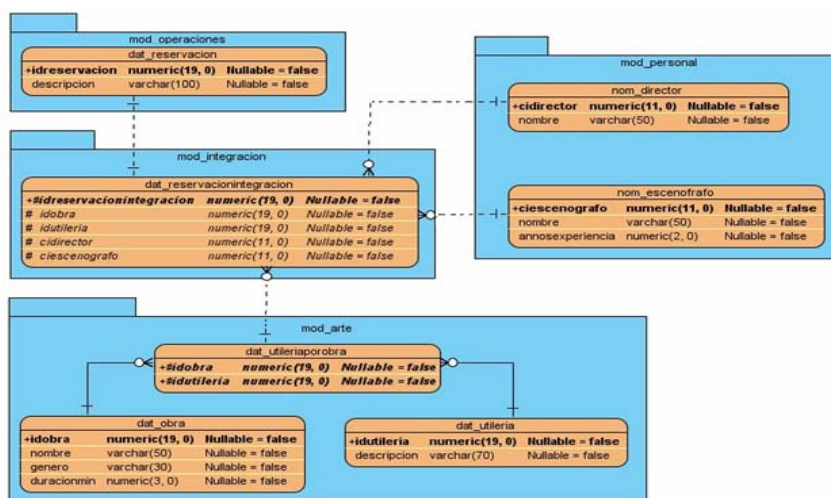 mod_operaciones
dat_reservacion
+idreservacion numeric(19, 0) Nullable = false
descripcion varchar(100) Nullable = false
mod_personal
nom_director
+cidirector numeric(11, 0) Nullable = false
nombre varchar(50) Nullable = false
mod_integracion
dat_reservacionintegracion
+#idreservacionintegracion numeric(19, 0) Nullable = false
# idobra numeric(19, 0) Nullable = false
# idutileria numeric(19, 0) Nullable = false
# cidirector numeric(11, 0) Nullable = false
# ciescenografo numeric(11, 0) Nullable = false
nom_escenofrafo
+ciescenografo numeric(11, 0) Nullable = false
nombre varchar(50) Nullable = false
annosexperiencia numeric(2, 0) Nullable = false
mod_arte
dat_utileriaporobra
+#idobra numeric(19, 0) Nullable = false
+#idutileria numeric(19, 0) Nullable = false
dat_obra
+idobra numeric(19, 0) Nullable = false
nombre varchar(50) Nullable = false
genero varchar(30) Nullable = false
duracionmin numeric(3, 0) Nullable = false
dat_utileria
+idutileria numeric(19, 0) Nullable = false
descripcion varchar(70) Nullable = false